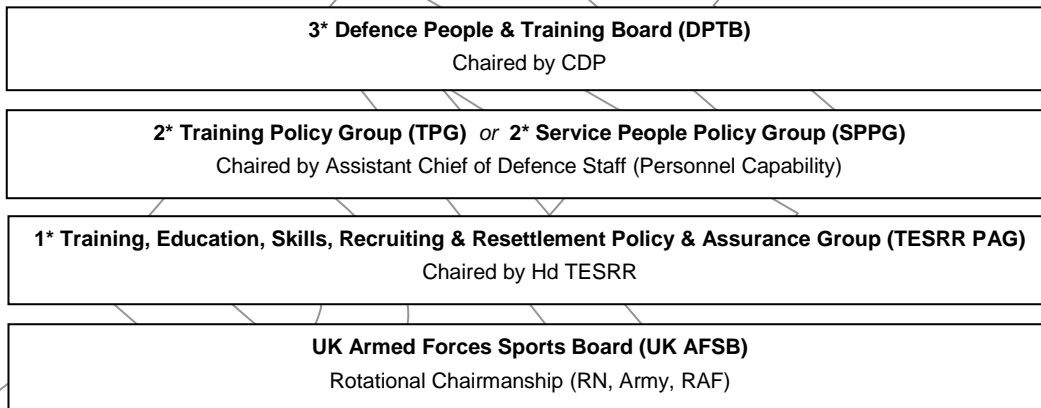 3* Defence People & Training Board (DPTB)
Chaired by CDP
2* Training Policy Group (TPG) or 2* Service People Policy Group (SPPG)
Chaired by Assistant Chief of Defence Staff (Personnel Capability)
1* Training, Education, Skills, Recruiting & Resettlement Policy & Assurance Group (TESRR PAG)
Chaired by Hd TESRR
UK Armed Forces Sports Board (UK AFSB)
Rotational Chairmanship (RN, Army, RAF)